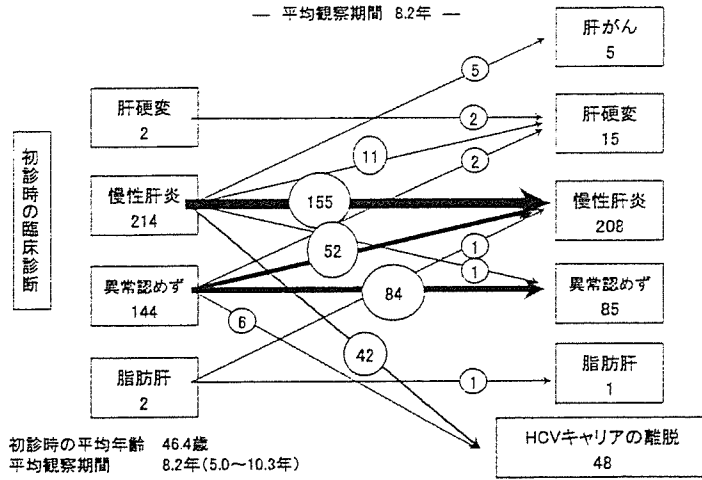 ― 平均観察期間 8.2年 ―
初診時の臨床診断
肝硬変
2
慢性肝炎
214
異常認めず
144
脂肪肝
2
5
2
11
2
155
52
1
1
84
6
42
1
肝がん
5
肝硬変
15
慢性肝炎
208
異常認めず
85
脂肪肝
1
HCVキャリアの離脱
48
初診時の平均年齢 46.4歳
平均観察期間 8.2年(5.0～10.3年)